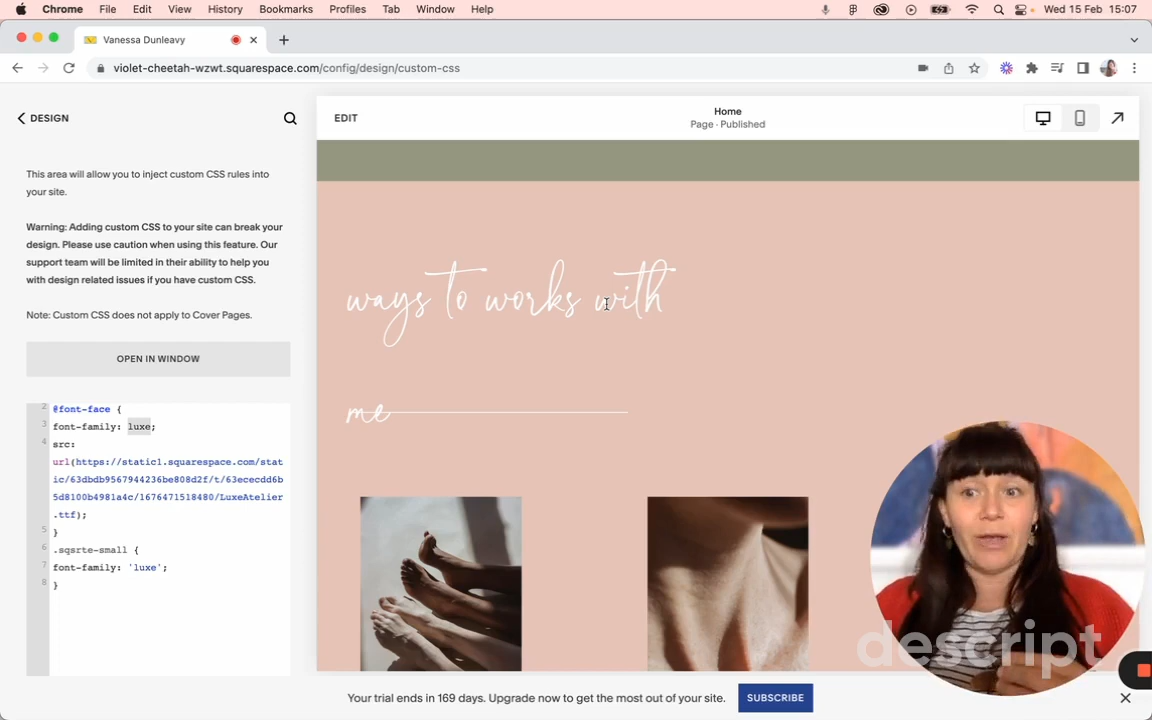 Chrome File Edit View History Bookmarks Profiles Tab Window Help Wed 15 Feb 15:07
Vanessa Dunleavy
violet-cheetah-wzwt.squarespace.com/config/design/custom-css
DESIGN
This area will allow you to inject custom CSS rules into
your site.
Warning: Adding custom CSS to your site can break your
design. Please use caution when using this feature. Our
support team will be limited in their ability to help you
with design related issues if you have custom CSS.
Note: Custom CSS does not apply to Cover Pages.
OPEN IN WINDOW
2 @font-face {
3 font-family: luxe;
4 src:
url(https://static1.squarespace.com/stat
ic/63dbdb9567944236be808d2f/t/63ececdd6b
5d8100b4981a4c/1676471518480/LuxeAtelier
.ttf);
5 }
6 .sqsrte-small {
7 font-family: 'luxe';
8 }
EDIT
Home
Page · Published
ways to works with
me
descript
Your trial ends in 169 days. Upgrade now to get the most out of your site.
SUBSCRIBE